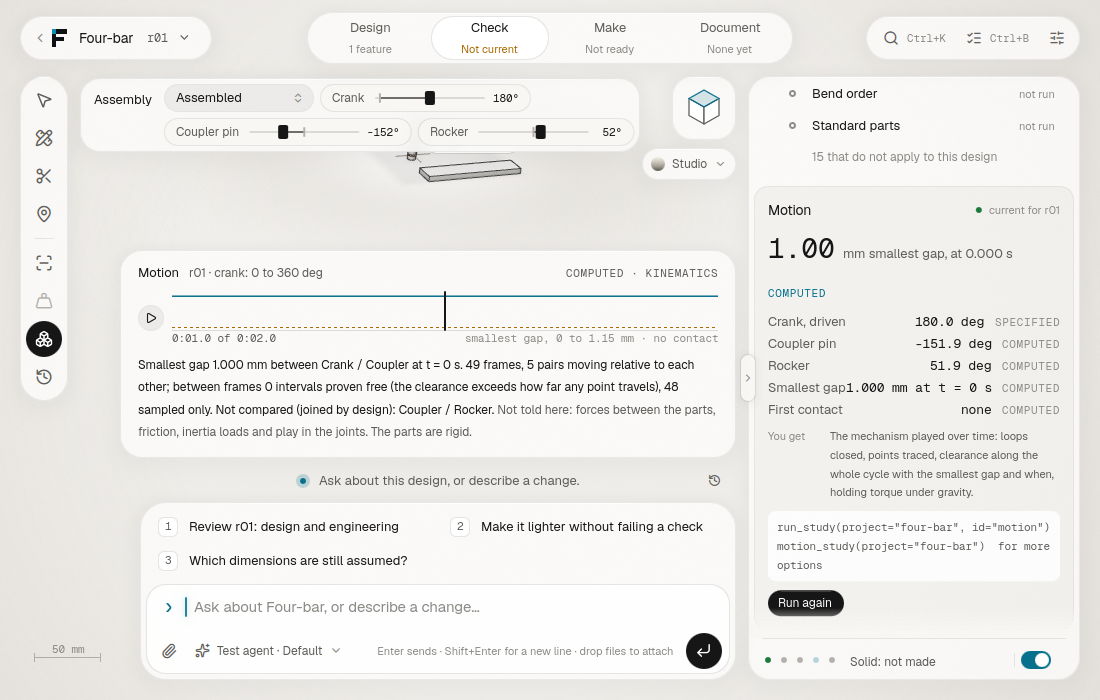 Four-bar r01
Design
1 feature
Check
Not current
Make
Not ready
Document
None yet
Ctrl+K
Ctrl+B
Assembly
Assembled
Crank 180°
Coupler pin -152°
Rocker 52°
Studio
Motion r01 · crank: 0 to 360 deg
COMPUTED · KINEMATICS
0:01.0 of 0:02.0
smallest gap, 0 to 1.15 mm · no contact
Smallest gap 1.000 mm between Crank / Coupler at t = 0 s. 49 frames, 5 pairs moving relative to each
other; between frames 0 intervals proven free (the clearance exceeds how far any point travels), 48
sampled only. Not compared (joined by design): Coupler / Rocker. Not told here: forces between the parts,
friction, inertia loads and play in the joints. The parts are rigid.
Ask about this design, or describe a change.
1 Review r01: design and engineering
2 Make it lighter without failing a check
3 Which dimensions are still assumed?
Ask about Four-bar, or describe a change…
Test agent · Default
Enter sends · Shift+Enter for a new line · drop files to attach
50 mm
Bend order not run
Standard parts not run
15 that do not apply to this design
Motion
current for r01
1.00 mm smallest gap, at 0.000 s
COMPUTED
Crank, driven 180.0 deg SPECIFIED
Coupler pin -151.9 deg COMPUTED
Rocker 51.9 deg COMPUTED
Smallest gap 1.000 mm at t = 0 s COMPUTED
First contact none COMPUTED
You get The mechanism played over time: loops
closed, points traced, clearance along the
whole cycle with the smallest gap and when,
holding torque under gravity.
run_study(project="four-bar", id="motion")
motion_study(project="four-bar") for more
options
Run again
Solid: not made